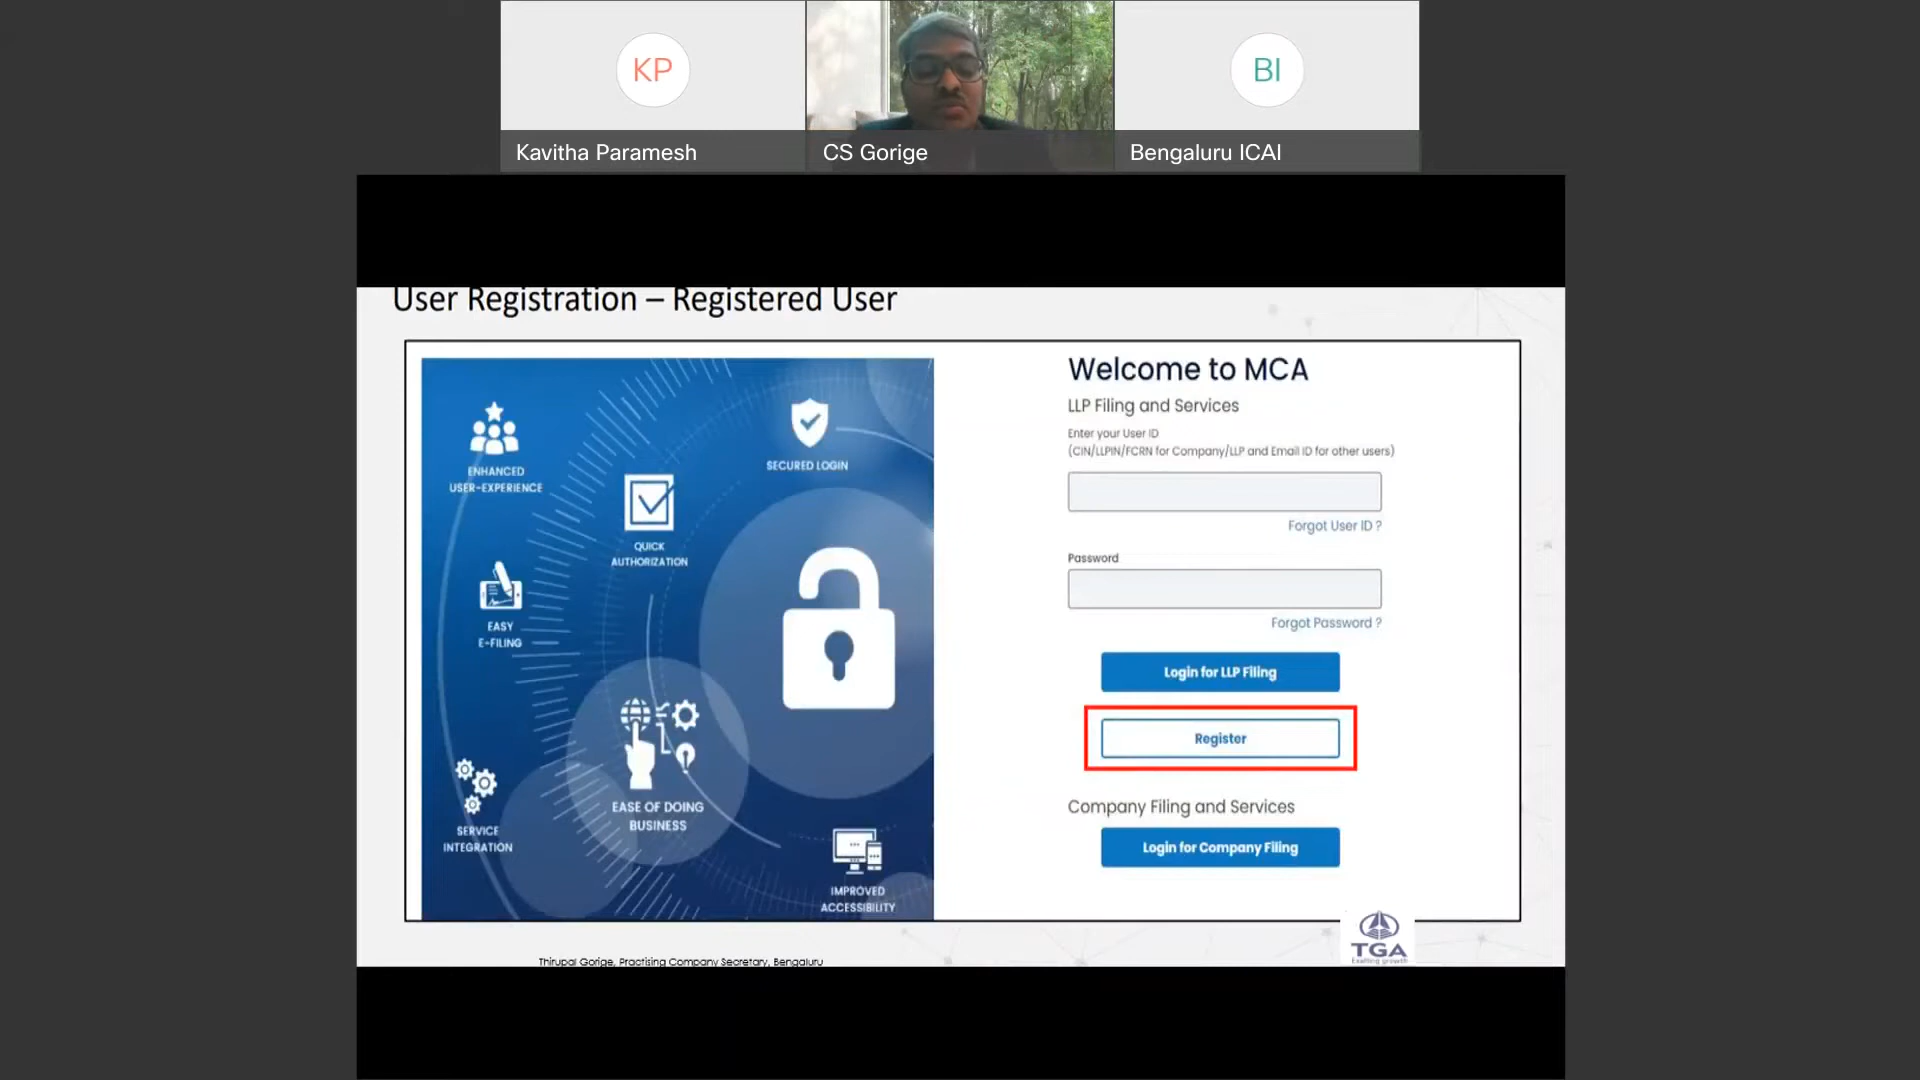 KP
BI
Kavitha Paramesh
CS Gorige
Bengaluru ICAI
User Registration – Registered User
ENHANCED
USER-EXPERIENCE
SECURED LOGIN
QUICK
AUTHORIZATION
EASY
E-FILING
EASE OF DOING
BUSINESS
SERVICE
INTEGRATION
IMPROVED
ACCESSIBILITY
Welcome to MCA
LLP Filing and Services
Enter your User ID
(CIN/LLPIN/FCRN for Company/LLP and Email ID for other users)
Forgot User ID ?
Password
Forgot Password ?
Login for LLP Filing
Register
Company Filing and Services
Login for Company Filing
TGA
Exalting growth
Thirupal Gorige, Practising Company Secretary, Bengaluru